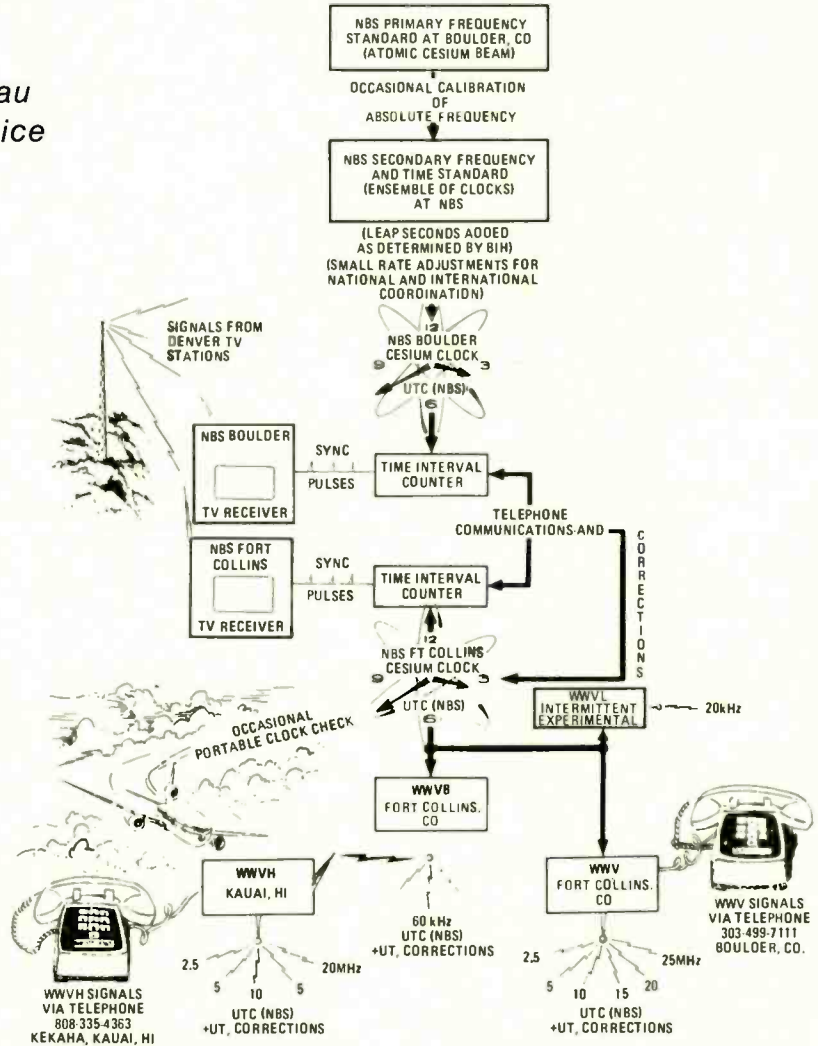 au
ice
NBS PRIMARY FREQUENCY
STANDARD AT BOULDER, CO
(ATOMIC CESIUM BEAM)
OCCASIONAL CALIBRATION
OF
ABSOLUTE FREQUENCY
NBS SECONDARY FREQUENCY
AND TIME STANDARD
(ENSEMBLE OF CLOCKS)
AT NBS
(LEAP SECONDS ADDED
AS DETERMINED BY BIH)
(SMALL RATE ADJUSTMENTS FOR
NATIONAL AND INTERNATIONAL
COORDINATION)
SIGNALS FROM
DENVER TV
STATIONS
12
NBS BOULDER
CESIUM CLOCK
9 3
UTC (NBS)
6
NBS BOULDER
TV RECEIVER
SYNC
PULSES
TIME INTERVAL
COUNTER
TELEPHONE
COMMUNICATIONS AND
CORRECTIONS
NBS FORT
COLLINS
TV RECEIVER
SYNC
PULSES
TIME INTERVAL
COUNTER
12
NBS FT COLLINS
CESIUM CLOCK
9 3
UTC (NBS)
6
WWVL
INTERMITTENT
EXPERIMENTAL
20kHz
OCCASIONAL
PORTABLE CLOCK CHECK
WWVB
FORT COLLINS.
CO
WWVH
KAUAI, HI
60 kHz
UTC (NBS)
+UT, CORRECTIONS
WWV
FORT COLLINS.
CO
WWV SIGNALS
VIA TELEPHONE
303-499-7111
BOULDER, CO.
2.5 5 10 5 20MHz
UTC (NBS)
+UT, CORRECTIONS
2.5 5 10 15 20 25MHz
UTC (NBS)
+UT, CORRECTIONS
WWVH SIGNALS
VIA TELEPHONE
808-335-4363
KEKAHA, KAUAI, HI